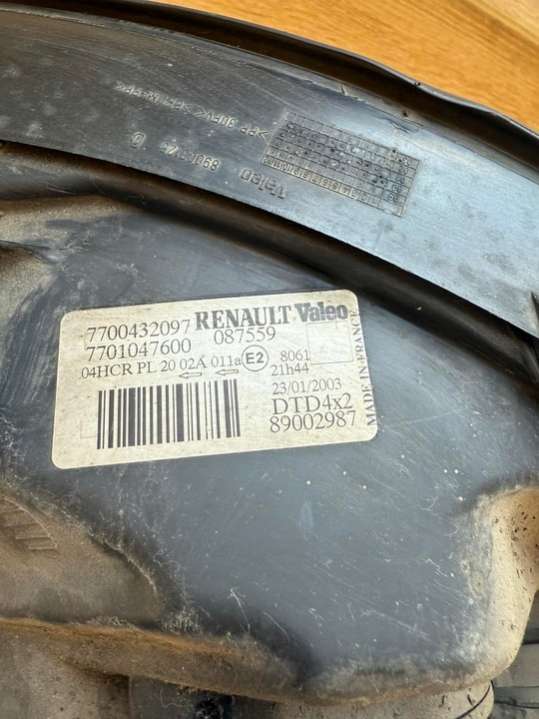 Valeo 89011745 D
7700432097 RENAULT Valeo
7701047600 087559
04HCR PL 20 02A 011a E2 8061
21h44
23/01/2003
DTD4x2
89002987
MADE IN FRANCE